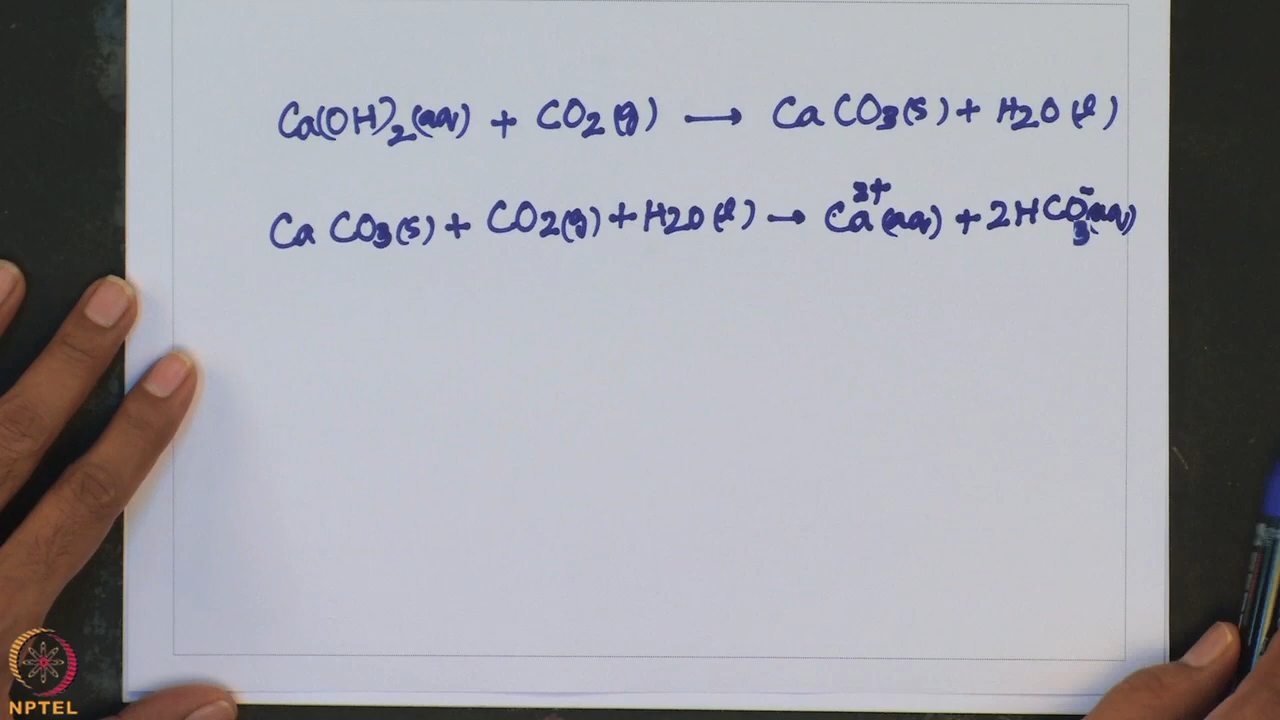 Ca(OH)2(aq) + CO2(g) → CaCO3(s) + H2O(l)
CaCO3(s) + CO2(g) + H2O(l) → Ca2+(aq) + 2HCO3-(aq)
NPTEL